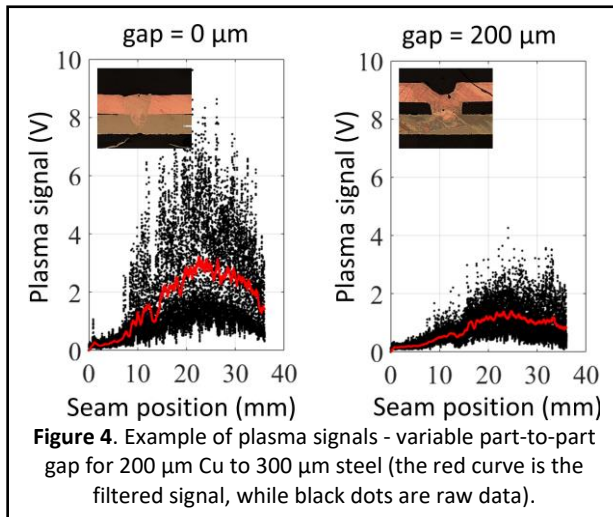 gap = 0 µm
gap = 200 µm
10
8
6
4
2
0
Plasma signal (V)
0 10 20 30 40
Seam position (mm)
10
8
6
4
2
0
Plasma signal (V)
0 10 20 30 40
Seam position (mm)
Figure 4. Example of plasma signals - variable part-to-part
gap for 200 µm Cu to 300 µm steel (the red curve is the
filtered signal, while black dots are raw data).